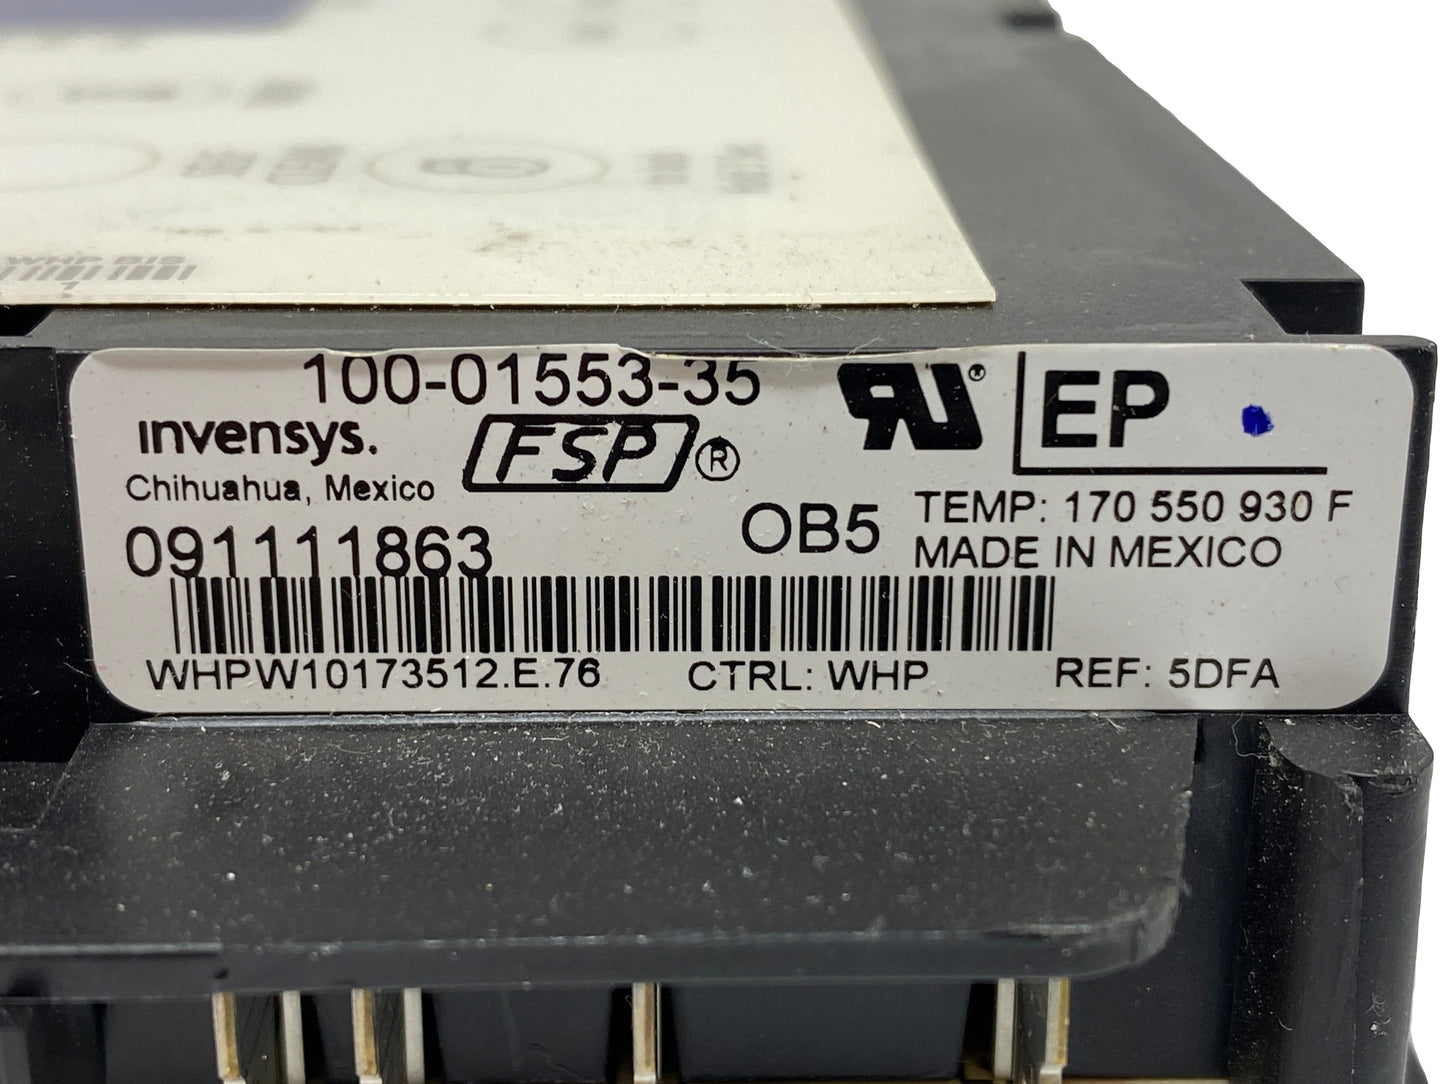 100-01553-35
invensys.
FSP®
Chihuahua, Mexico
091111863
OB5
RU®
EP
TEMP: 170 550 930 F
MADE IN MEXICO
WHPW10173512.E.76 CTRL: WHP REF: 5DFA